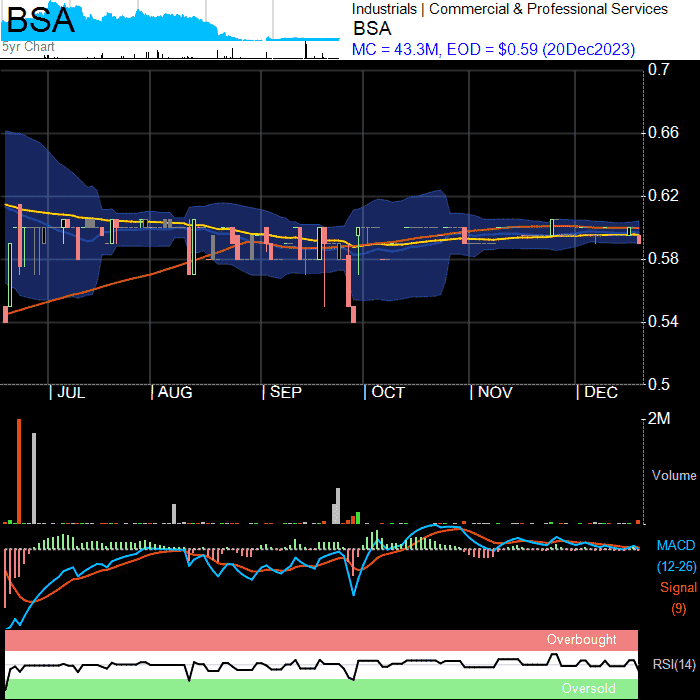 BSA
5yr Chart
Industrials | Commercial & Professional Services
BSA
MC = 43.3M, EOD = $0.59 (20Dec2023)
0.7
0.66
0.62
0.58
0.54
0.5
JUL AUG SEP OCT NOV DEC
2M
Volume
MACD
(12-26)
Signal
(9)
Overbought
RSI(14)
Oversold